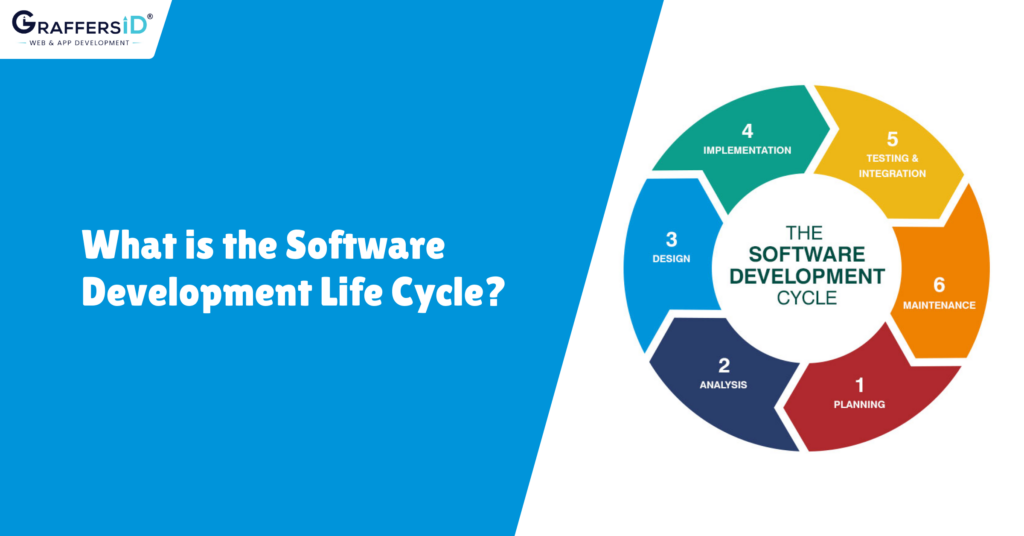 GRAFFERSID®
WEB & APP DEVELOPMENT
What is the Software
Development Life Cycle?
THE
SOFTWARE
DEVELOPMENT
CYCLE
1
PLANNING
2
ANALYSIS
3
DESIGN
4
IMPLEMENTATION
5
TESTING &
INTEGRATION
6
MAINTENANCE